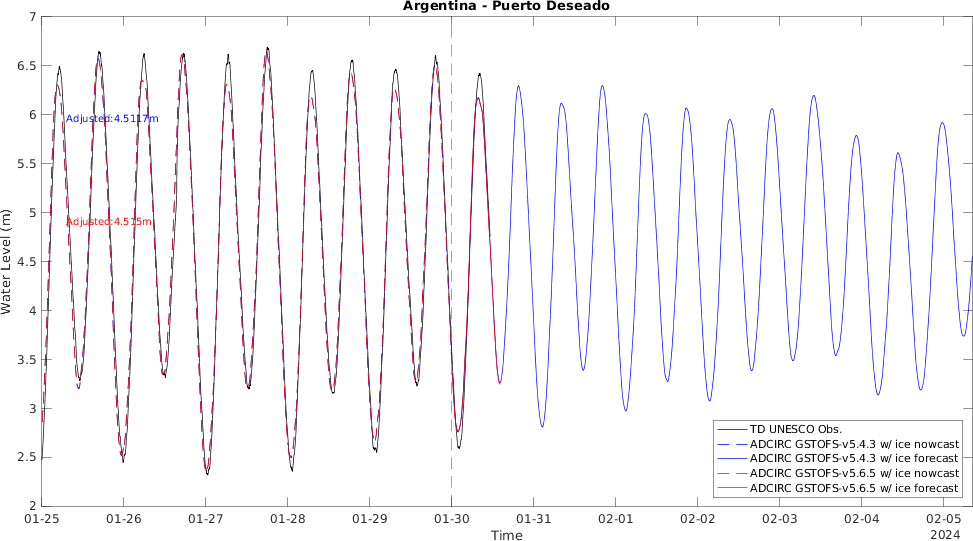 Argentina - Puerto Deseado
7
6.5
6
5.5
5
4.5
4
3.5
3
2.5
2
Water Level (m)
Adjusted:4.5117m
Adjusted:4.515m
TD UNESCO Obs.
ADCIRC GSTOFS-v5.4.3 w/ ice nowcast
ADCIRC GSTOFS-v5.4.3 w/ ice forecast
ADCIRC GSTOFS-v5.6.5 w/ ice nowcast
ADCIRC GSTOFS-v5.6.5 w/ ice forecast
01-25 01-26 01-27 01-28 01-29 01-30 01-31 02-01 02-02 02-03 02-04 02-05
2024
Time